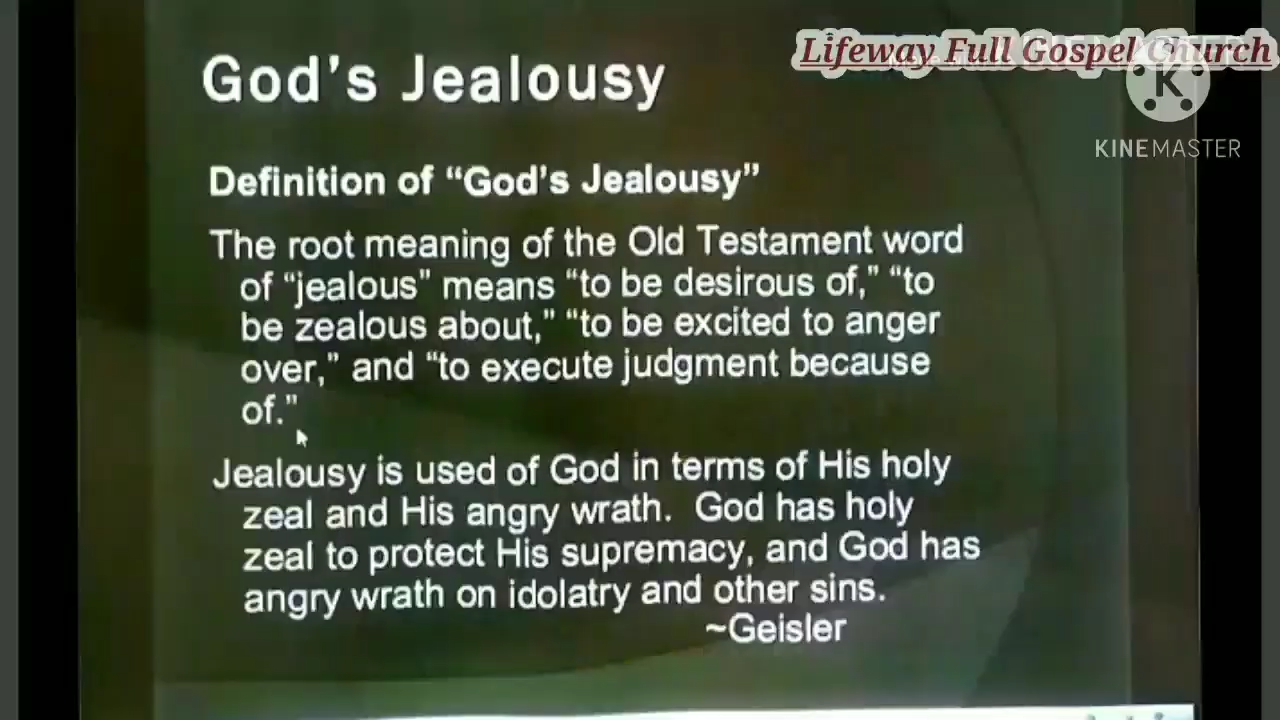 Lifeway Full Gospel Church
KINEMASTER
God's Jealousy
Definition of “God's Jealousy”
The root meaning of the Old Testament word
of “jealous” means “to be desirous of,” “to
be zealous about,” “to be excited to anger
over,” and “to execute judgment because
of.”
Jealousy is used of God in terms of His holy
zeal and His angry wrath. God has holy
zeal to protect His supremacy, and God has
angry wrath on idolatry and other sins.
~Geisler